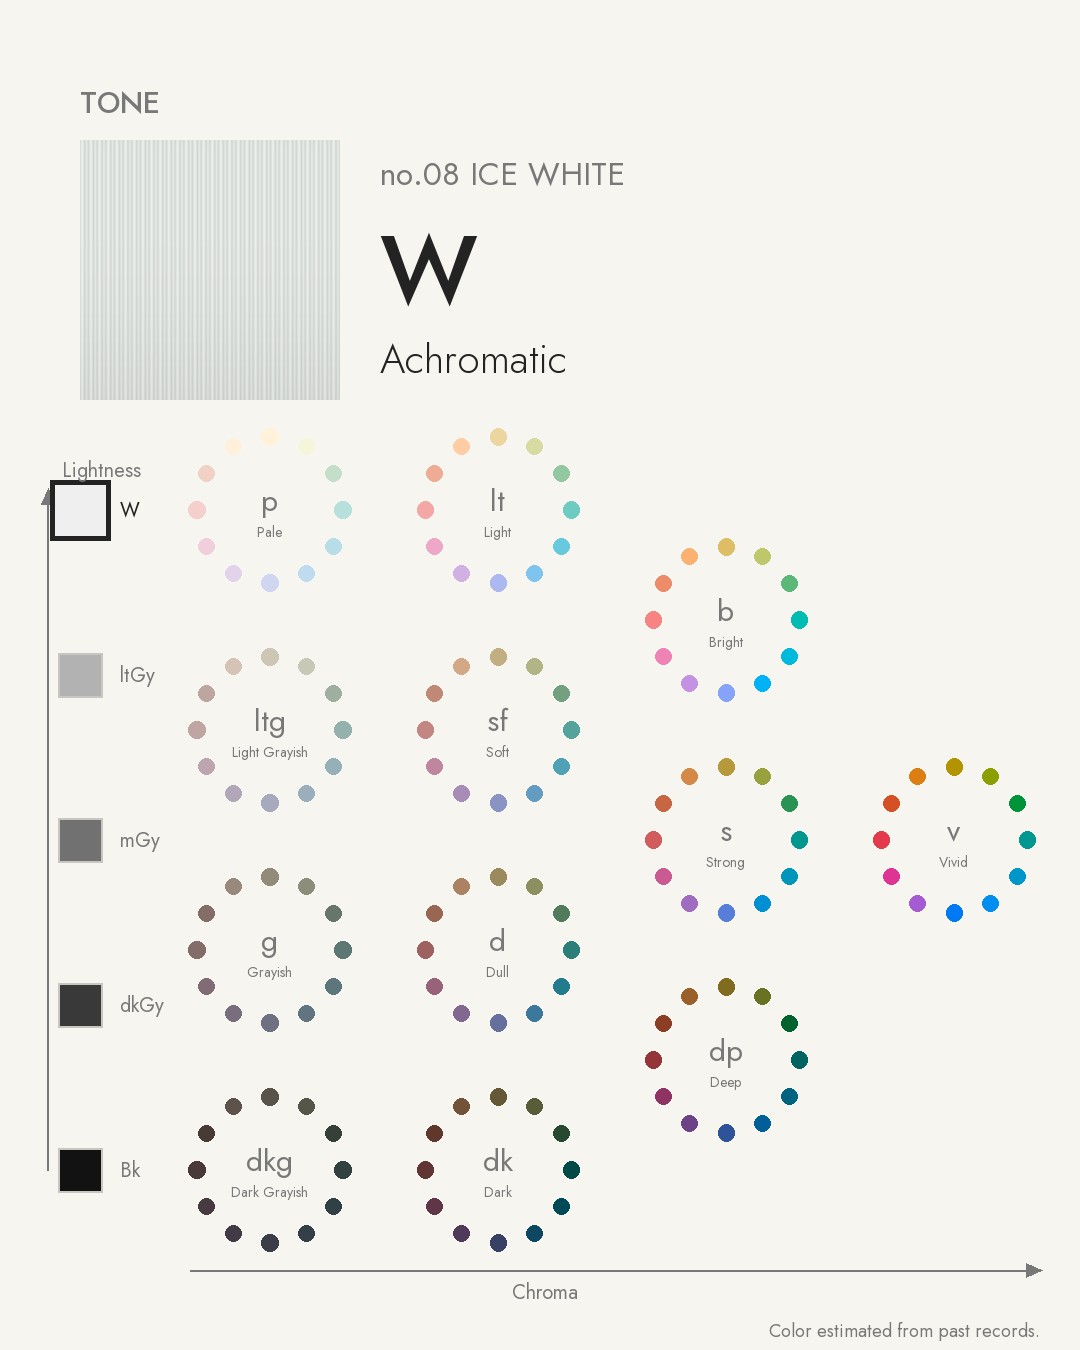 TONE
no.08 ICE WHITE
W
Achromatic
Lightness
W
p
Pale
lt
Light
b
Bright
ltGy
ltg
Light Grayish
sf
Soft
mGy
s
Strong
v
Vivid
g
Grayish
d
Dull
dkGy
dp
Deep
Bk
dkg
Dark Grayish
dk
Dark
Chroma
Color estimated from past records.